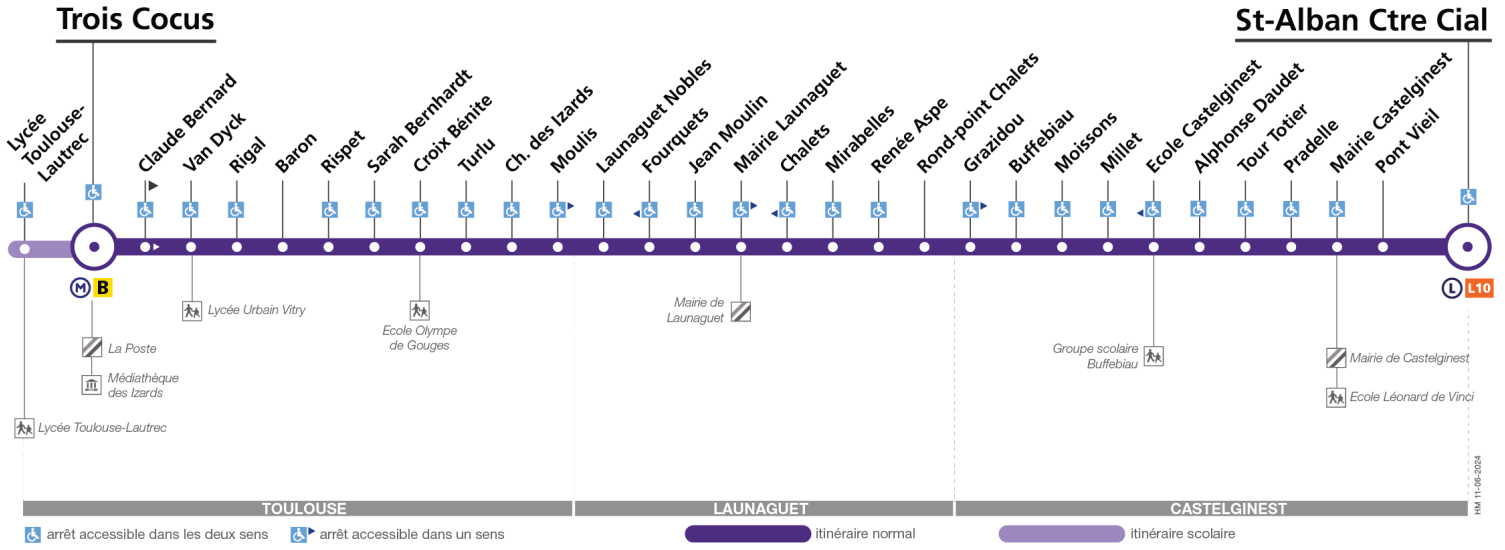 Trois Cocus
St-Alban Ctre Cial
Lycée
Toulouse-
Lautrec
Claude Bernard
Van Dyck
Rigal
Baron
Rispet
Sarah Bernhardt
Croix Bénite
Turlu
Ch. des Izards
Moulis
Launaguet Nobles
Fourquets
Jean Moulin
Mairie Launaguet
Chalets
Mirabelles
Renée Aspe
Rond-point Chalets
Grazidou
Buffebiau
Moissons
Millet
Ecole Castelginest
Alphonse Daudet
Tour Totier
Pradelle
Mairie Castelginest
Pont Vieil
M B
L L10
Lycée Urbain Vitry
Ecole Olympe
de Gouges
Mairie de
Launaguet
La Poste
Médiathèque
des Izards
Groupe scolaire
Buffebiau
Mairie de Castelginest
Ecole Léonard de Vinci
Lycée Toulouse-Lautrec
HM 11-06-2024
TOULOUSE
LAUNAGUET
CASTELGINEST
arrêt accessible dans les deux sens
arrêt accessible dans un sens
itinéraire normal
itinéraire scolaire